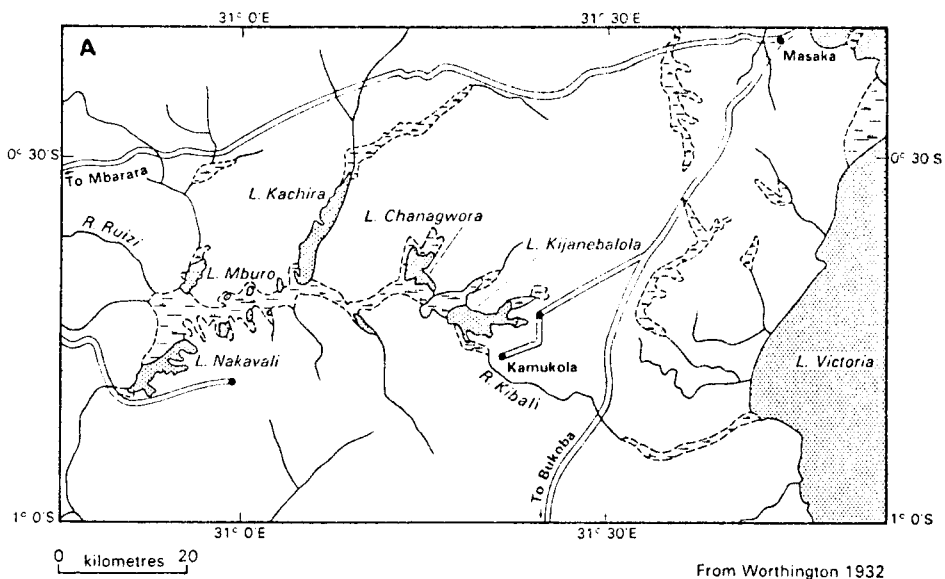 31° 0'E
31° 30'E
A
Masaka
0° 30'S
0° 30'S
To Mbarara
L. Kachira
L. Chanagwora
R. Ruizi
L. Kijanebalola
L. Mburo
L. Nakavali
Kamukola
R. Kibali
L. Victoria
To Bukoba
1° 0'S
1° 0'S
31° 0'E
31° 30'E
0 kilometres 20
From Worthington 1932